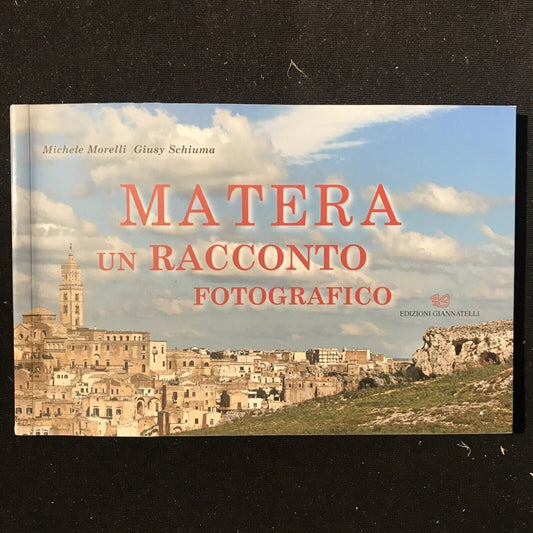 Michele Morelli Giusy Schiuma
MATERA
UN RACCONTO
FOTOGRAFICO
EDIZIONI GIANNATELLI